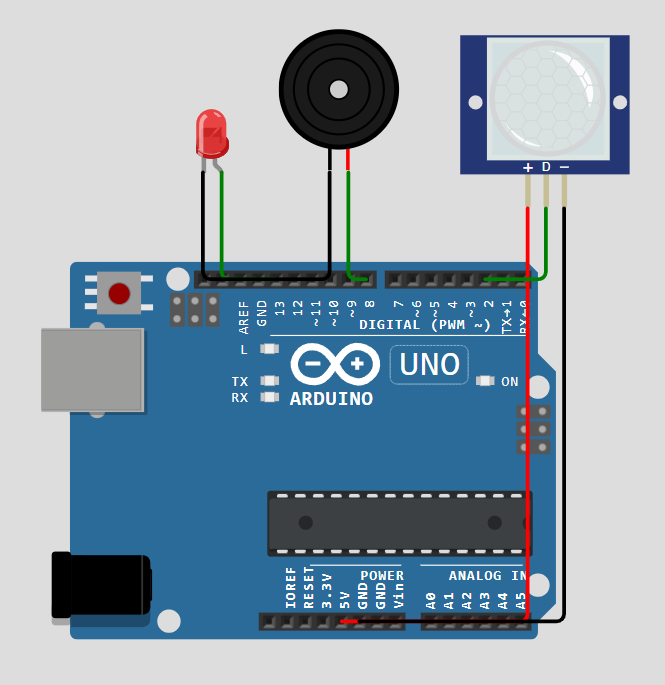 + D −
AREF
GND
13
12
~11
~10
~9
8
7
~6
~5
4
~3
2
TX→1
RX←0
DIGITAL (PWM ~)
L
TX
RX
UNO
ON
ARDUINO
POWER
ANALOG IN
IOREF
RESET
3.3V
5V
GND
GND
Vin
A0
A1
A2
A3
A4
A5